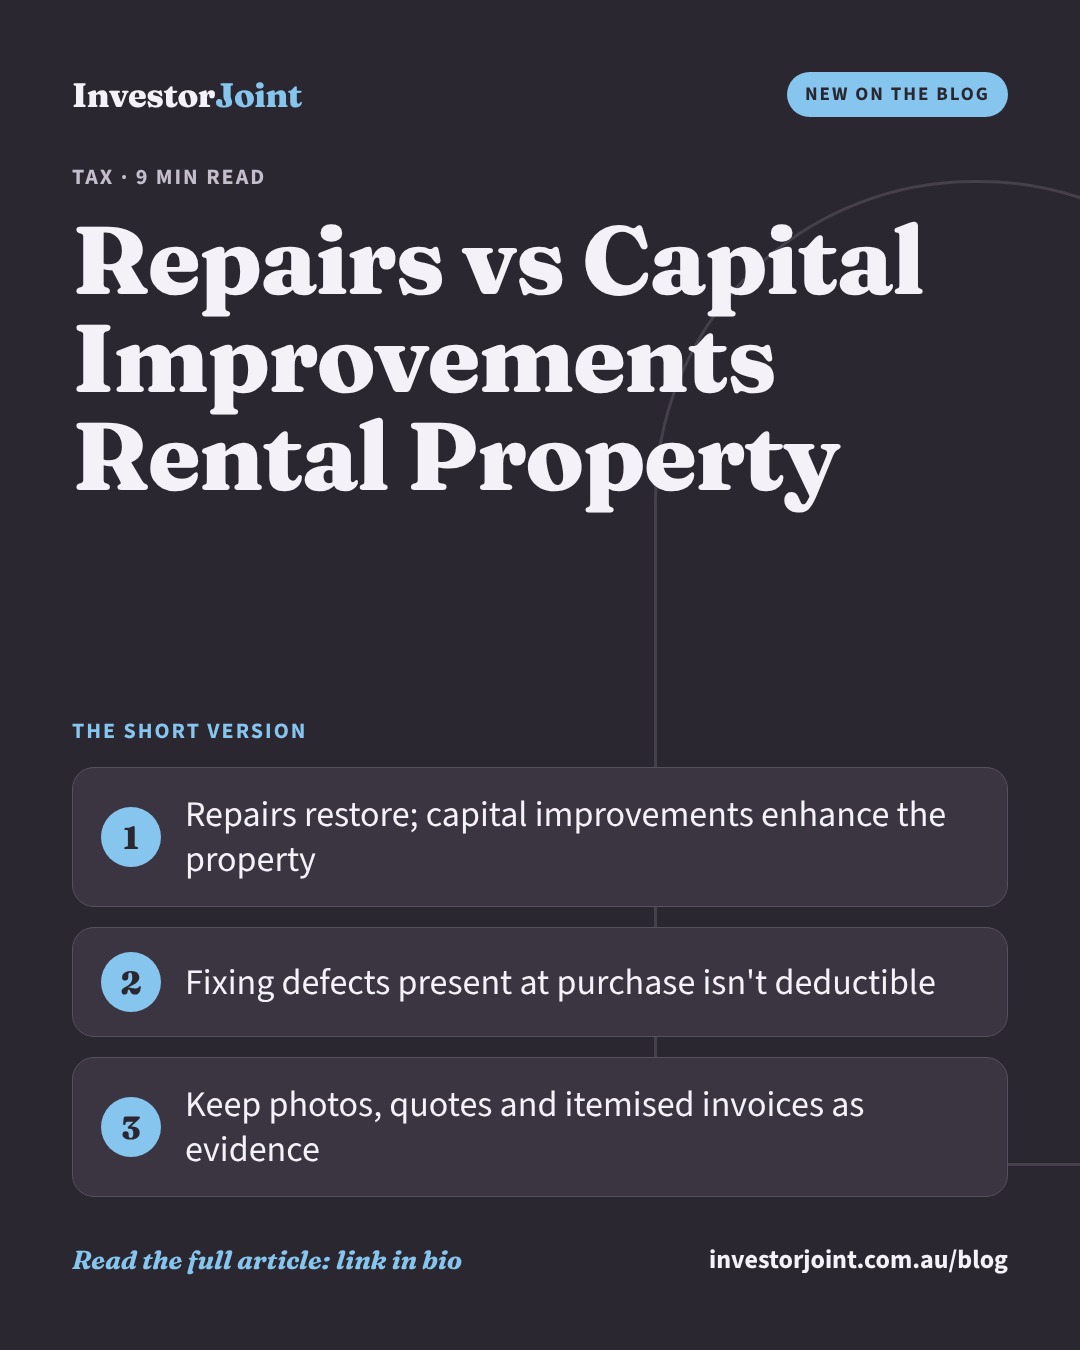 InvestorJoint
NEW ON THE BLOG
TAX · 9 MIN READ
Repairs vs Capital
Improvements
Rental Property
THE SHORT VERSION
1 Repairs restore; capital improvements enhance the
property
2 Fixing defects present at purchase isn't deductible
3 Keep photos, quotes and itemised invoices as
evidence
Read the full article: link in bio
investorjoint.com.au/blog